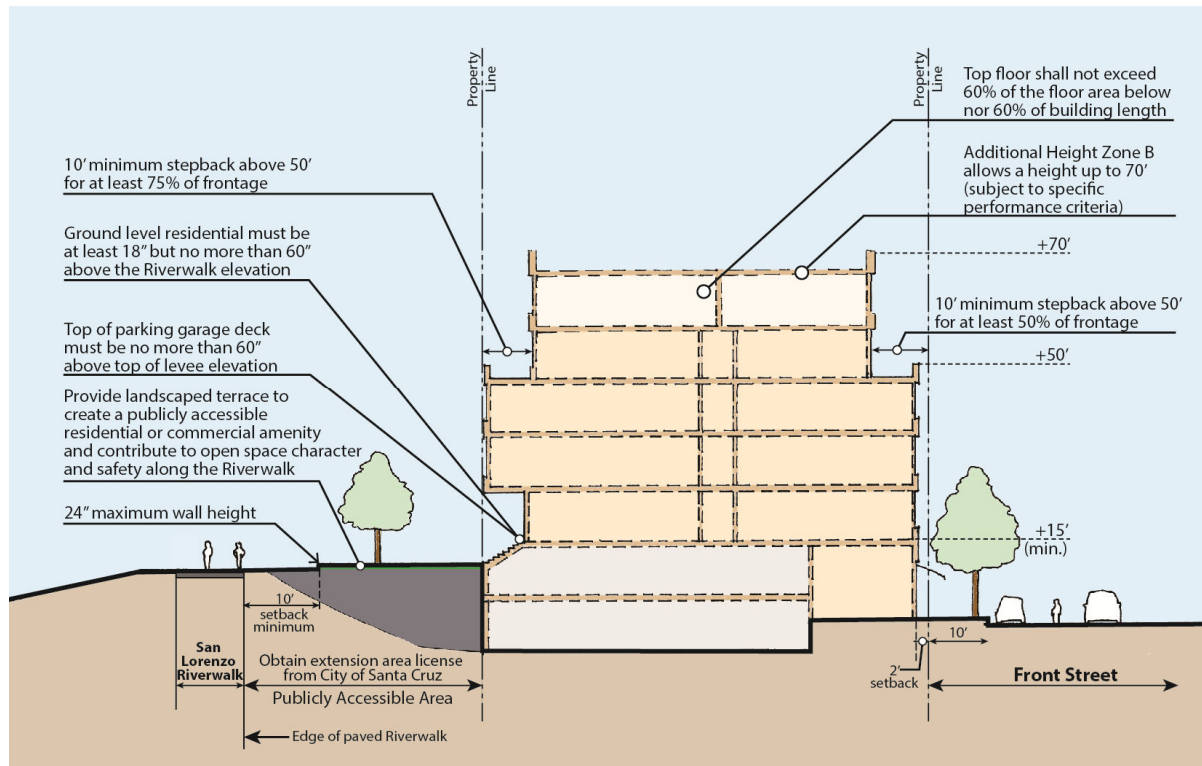 Property
Line
Property
Line
Top floor shall not exceed
60% of the floor area below
nor 60% of building length
10’ minimum stepback above 50’
for at least 75% of frontage
Additional Height Zone B
allows a height up to 70’
(subject to specific
performance criteria)
Ground level residential must be
at least 18” but no more than 60”
above the Riverwalk elevation
+70’
10’ minimum stepback above 50’
for at least 50% of frontage
Top of parking garage deck
must be no more than 60”
above top of levee elevation
+50’
Provide landscaped terrace to
create a publicly accessible
residential or commercial amenity
and contribute to open space character
and safety along the Riverwalk
24” maximum wall height
+15’
(min.)
10’
setback
minimum
10’
2’
setback
San
Lorenzo
Riverwalk
Obtain extension area license
from City of Santa Cruz
Publicly Accessible Area
Front Street
Edge of paved Riverwalk